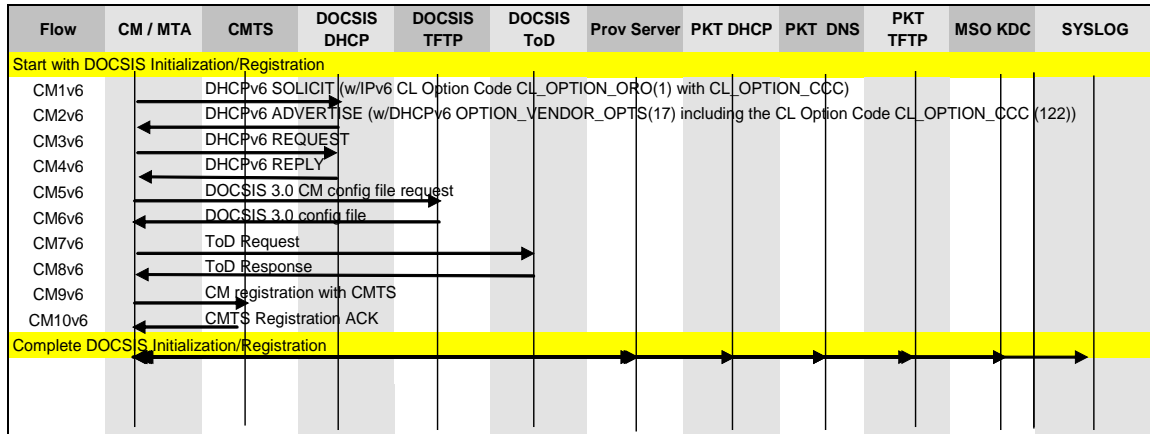 Flow CM / MTA CMTS DOCSIS DHCP DOCSIS TFTP DOCSIS ToD Prov Server PKT DHCP PKT DNS PKT TFTP MSO KDC SYSLOG
Start with DOCSIS Initialization/Registration
CM1v6 DHCPv6 SOLICIT (w/IPv6 CL Option Code CL_OPTION_ORO(1) with CL_OPTION_CCC)
CM2v6 DHCPv6 ADVERTISE (w/DHCPv6 OPTION_VENDOR_OPTS(17) including the CL Option Code CL_OPTION_CCC (122))
CM3v6 DHCPv6 REQUEST
CM4v6 DHCPv6 REPLY
CM5v6 DOCSIS 3.0 CM config file request
CM6v6 DOCSIS 3.0 config file
CM7v6 ToD Request
CM8v6 ToD Response
CM9v6 CM registration with CMTS
CM10v6 CMTS Registration ACK
Complete DOCSIS Initialization/Registration